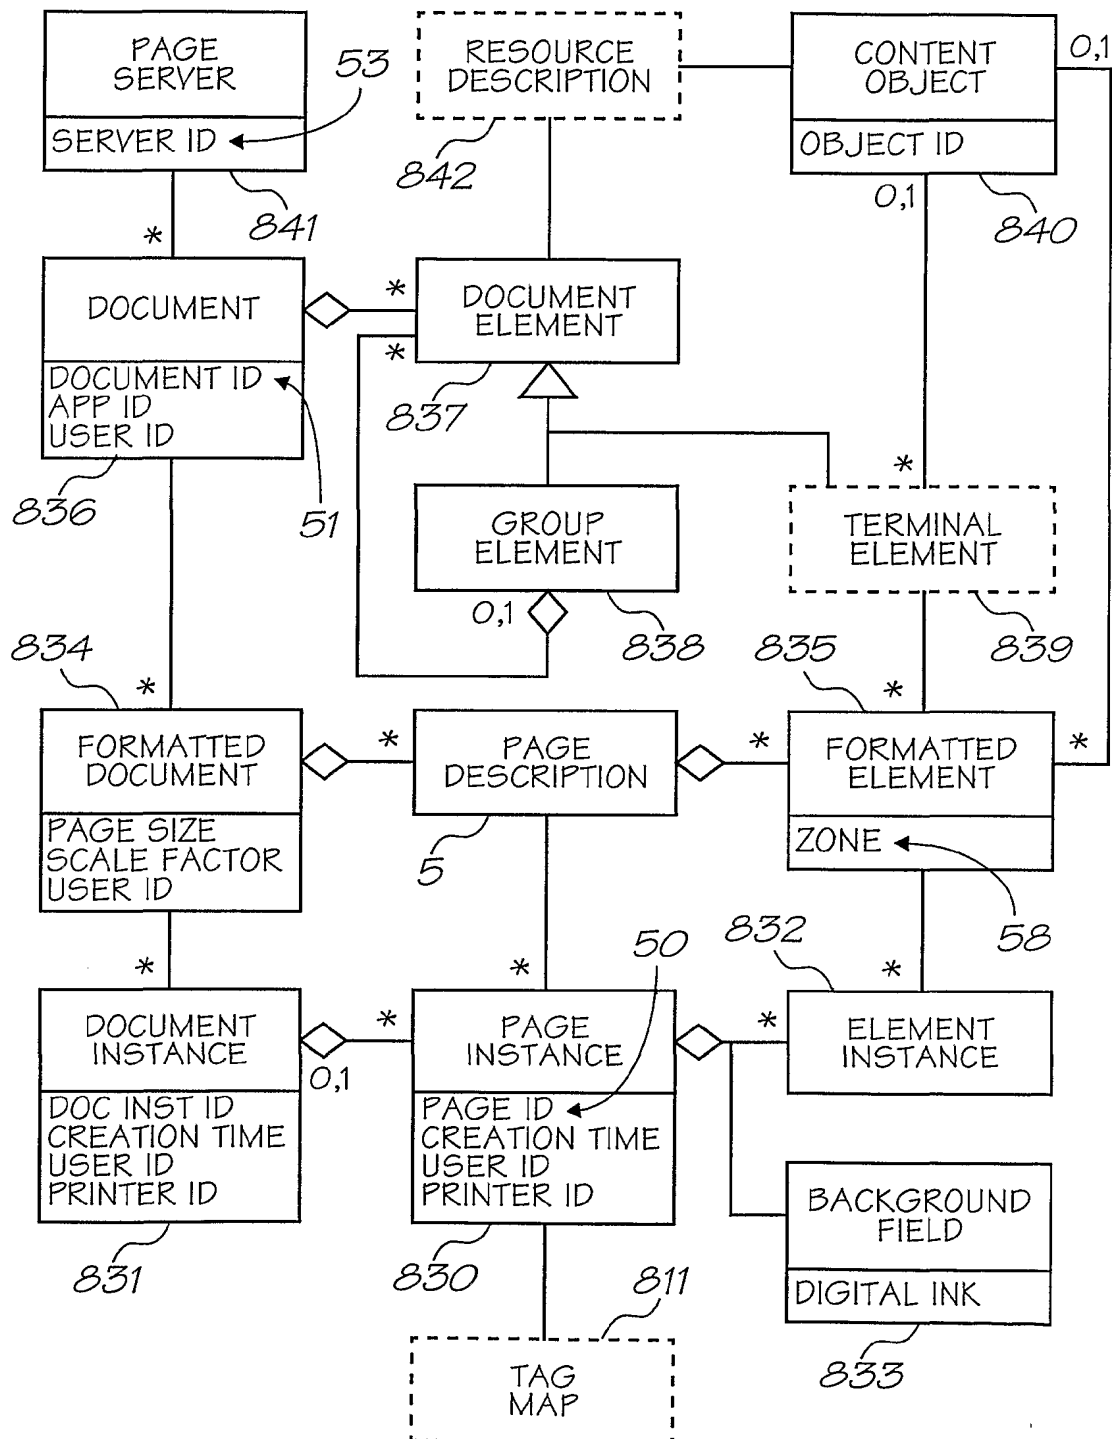 PAGE
SERVER
SERVER ID
53
841
*
RESOURCE
DESCRIPTION
842
CONTENT
OBJECT
OBJECT ID
0,1
0,1
840
DOCUMENT
DOCUMENT ID
APP ID
USER ID
836
51
*
*
DOCUMENT
ELEMENT
837
GROUP
ELEMENT
0,1
838
*
TERMINAL
ELEMENT
839
834
*
FORMATTED
DOCUMENT
PAGE SIZE
SCALE FACTOR
USER ID
*
PAGE
DESCRIPTION
5
*
835
*
FORMATTED
ELEMENT
*
ZONE
58
*
DOCUMENT
INSTANCE
0,1
DOC INST ID
CREATION TIME
USER ID
PRINTER ID
831
*
*
50
PAGE
INSTANCE
PAGE ID
CREATION TIME
USER ID
PRINTER ID
830
*
832
*
ELEMENT
INSTANCE
BACKGROUND
FIELD
DIGITAL INK
833
811
TAG
MAP